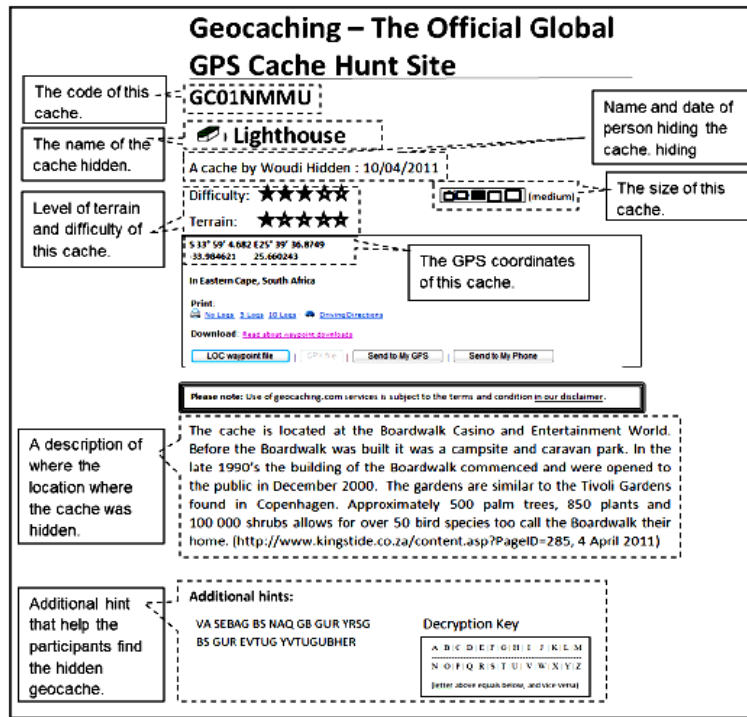 Geocaching – The Official Global
GPS Cache Hunt Site
The code of this
cache.
GC01NMMU
The name of the
cache hidden.
Lighthouse
Name and date of
person hiding the
cache. hiding
A cache by Woudi Hidden : 10/04/2011
Level of terrain
and difficulty of
this cache.
Difficulty:
Terrain:
(medium)
The size of this
cache.
S 33° 59' 4.682 E25° 39' 36.8749
-33.984621 25.660243
The GPS coordinates
of this cache.
In Eastern Cape, South Africa
Print:
No Logs 5 Logs 10 Logs Driving Directions
Download: Read about waypoint downloads
LOC waypoint file | GPX file | Send to My GPS | Send to My Phone
Please note: Use of geocaching.com services is subject to the terms and condition in our disclaimer.
A description of
where the
location where
the cache was
hidden.
The cache is located at the Boardwalk Casino and Entertainment World.
Before the Boardwalk was built it was a campsite and caravan park. In the
late 1990's the building of the Boardwalk commenced and were opened to
the public in December 2000. The gardens are similar to the Tivoli Gardens
found in Copenhagen. Approximately 500 palm trees, 850 plants and
100 000 shrubs allows for over 50 bird species too call the Boardwalk their
home. (http://www.kingstide.co.za/content.asp?PageID=285, 4 April 2011)
Additional hint
that help the
participants find
the hidden
geocache.
Additional hints:
VA SEBAG BS NAQ GB GUR YRSG
BS GUR EVTUG YVTUGUBHER
Decryption Key
A|B|C|D|E|F|G|H|I|J|K|L|M
N|O|P|Q|R|S|T|U|V|W|X|Y|Z
(letter above equals below, and vice versa)